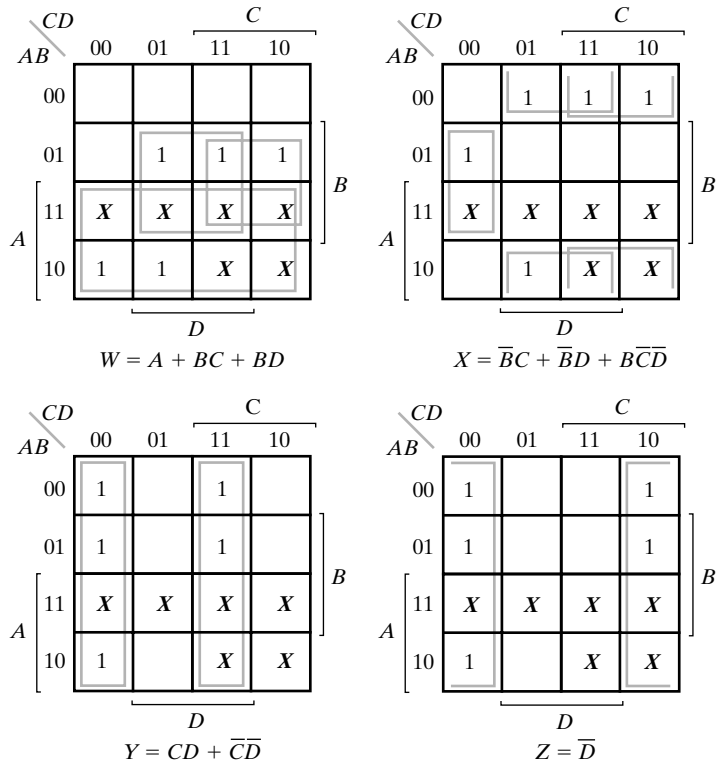 CD C
AB 00 01 11 10
00
01 1 1 1
11 X X X X
10 1 1 X X
A B
D
W = A + BC + BD
CD C
AB 00 01 11 10
00 1 1 1
01 1
11 X X X X
10 1 X X
A B
D
X = B̅C + B̅D + BC̅D̅
CD C
AB 00 01 11 10
00 1 1
01 1 1
11 X X X X
10 1 X X
A B
D
Y = CD + C̅D̅
CD C
AB 00 01 11 10
00 1 1
01 1 1
11 X X X X
10 1 X X
A B
D
Z = D̅